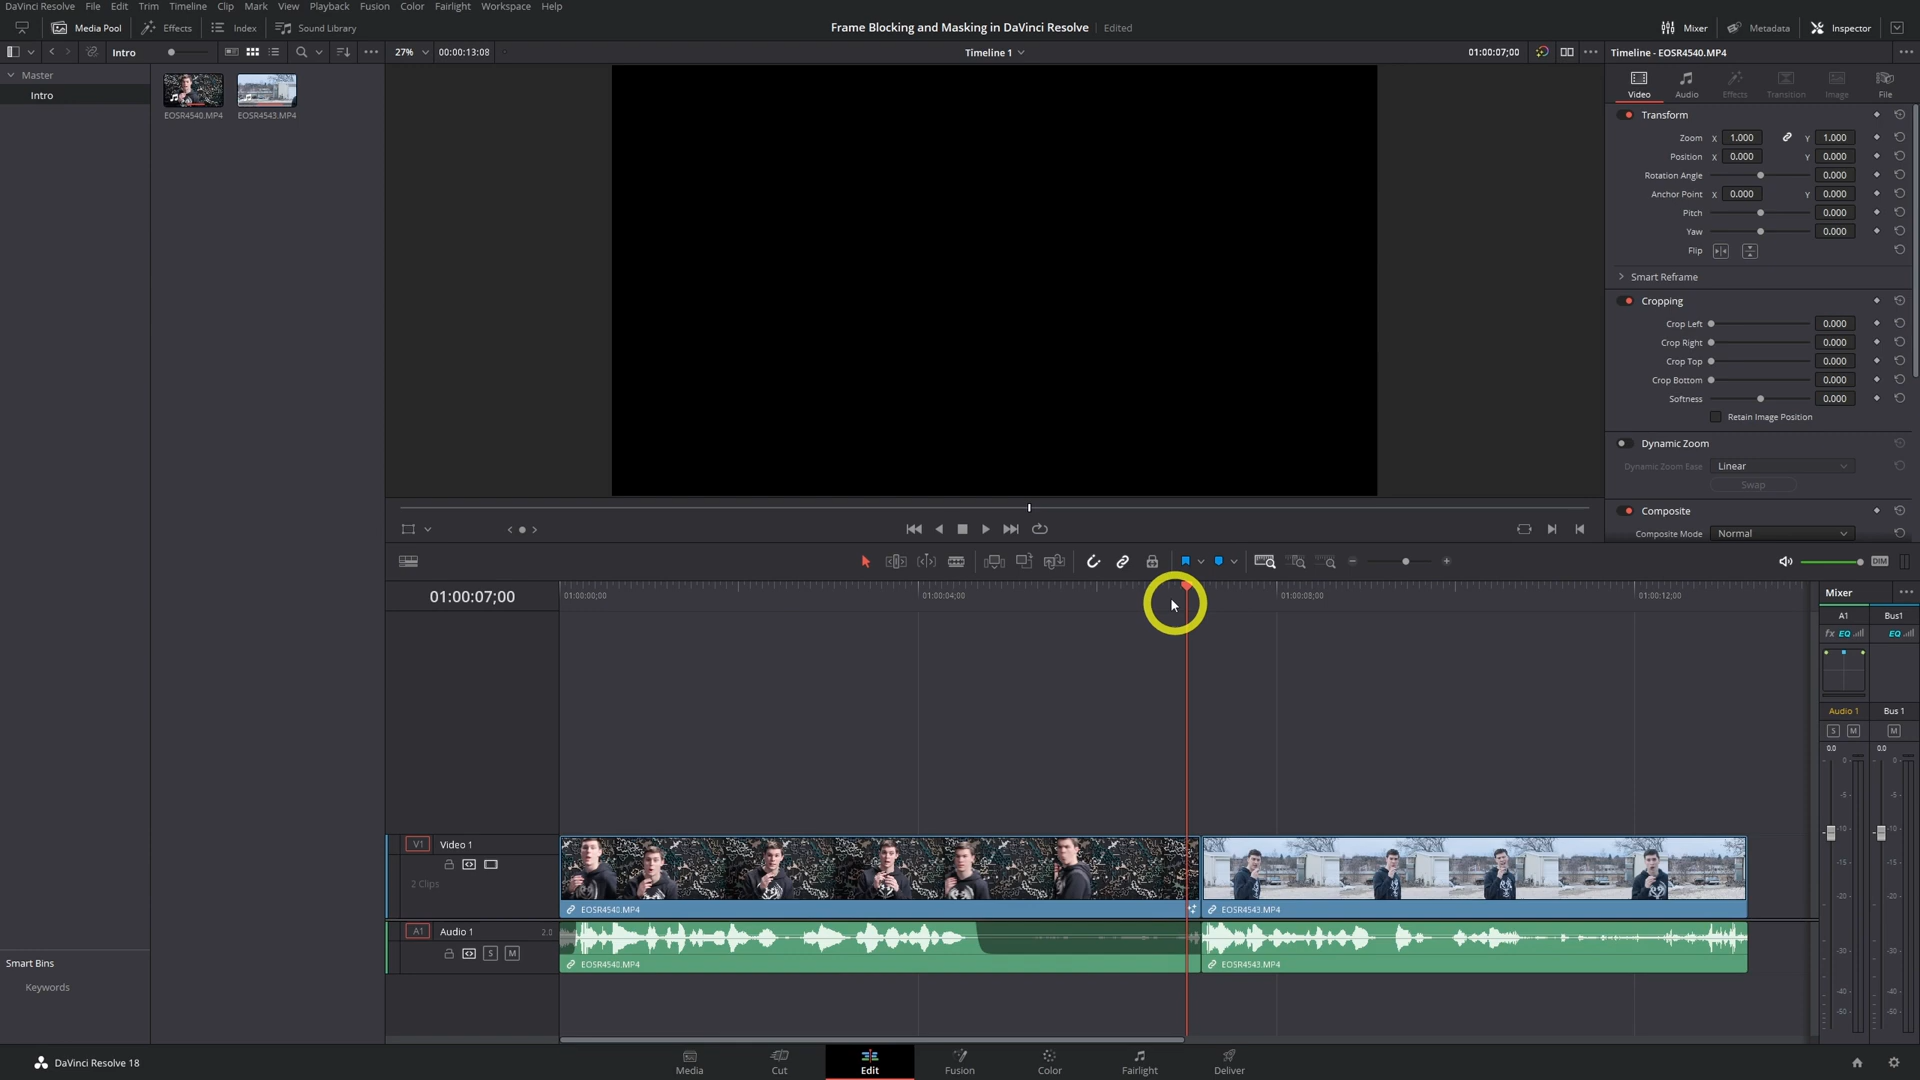 DaVinci Resolve File Edit Trim Timeline Clip Mark View Playback Fusion Color Fairlight Workspace Help
Media Pool Effects Index Sound Library Frame Blocking and Masking in DaVinci Resolve Edited Mixer Metadata Inspector
Intro 27% 00:00:13:08 Timeline 1 01:00:07;00 Timeline - EOSR4540.MP4
Master
Intro
EOSR4540.MP4 EOSR4543.MP4
Video Audio Effects Transition Image File
Transform
Zoom X 1.000 Y 1.000
Position X 0.000 Y 0.000
Rotation Angle 0.000
Anchor Point X 0.000 Y 0.000
Pitch 0.000
Yaw 0.000
Flip
Smart Reframe
Cropping
Crop Left 0.000
Crop Right 0.000
Crop Top 0.000
Crop Bottom 0.000
Softness 0.000
Retain Image Position
Dynamic Zoom
Dynamic Zoom Ease Linear
Swap
Composite
Composite Mode Normal
DIM
01:00:07;00 01:00:00;00 01:00:04;00 01:00:08;00 01:00:12;00
Mixer
A1 Bus1
fx EQ EQ
Audio 1 Bus 1
S M M
0.0 0.0
0 0
-5 -5
-10 -10
-15 -15
-20 -20
-30 -30
-40 -40
-50 -50
V1 Video 1
2 Clips
EOSR4540.MP4 EOSR4543.MP4
A1 Audio 1 2.0
S M
EOSR4540.MP4 EOSR4543.MP4
Smart Bins
Keywords
DaVinci Resolve 18
Media Cut Edit Fusion Color Fairlight Deliver